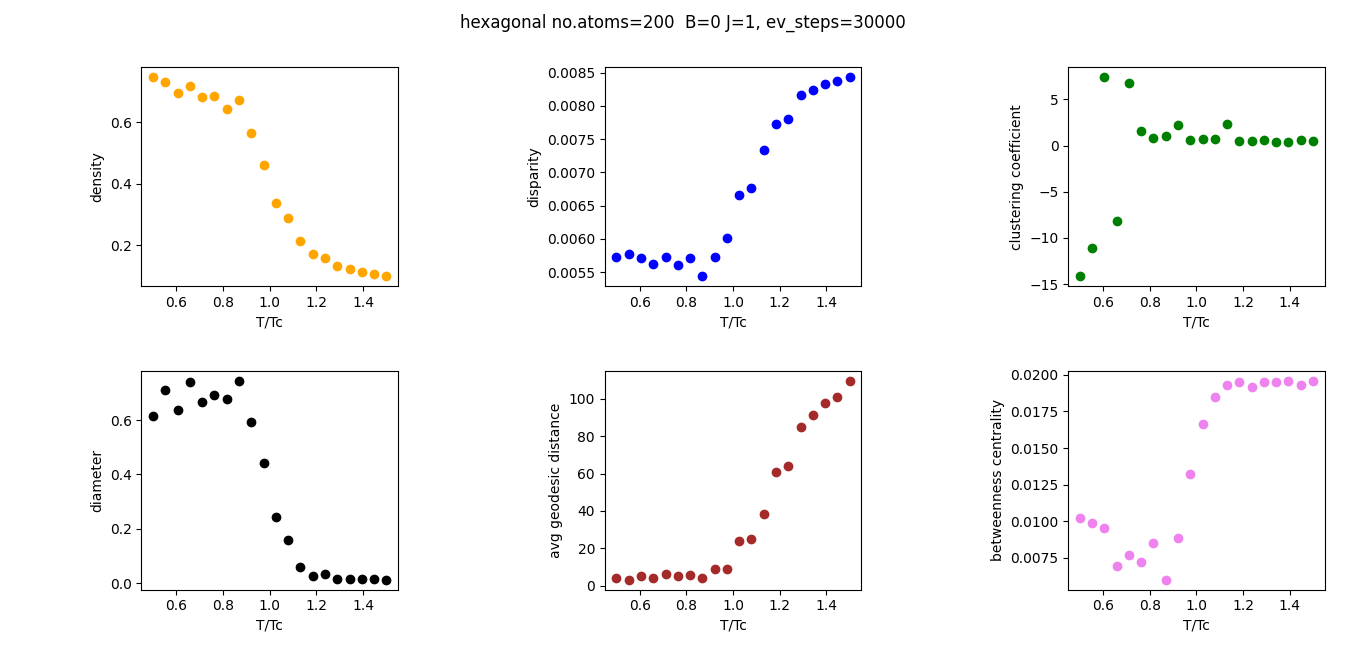 hexagonal no.atoms=200  B=0 J=1, ev_steps=30000
density
0.6
0.4
0.2
0.6 0.8 1.0 1.2 1.4
T/Tc
disparity
0.0085
0.0080
0.0075
0.0070
0.0065
0.0060
0.0055
0.6 0.8 1.0 1.2 1.4
T/Tc
clustering coefficient
5
0
−5
−10
−15
0.6 0.8 1.0 1.2 1.4
T/Tc
diameter
0.6
0.4
0.2
0.0
0.6 0.8 1.0 1.2 1.4
T/Tc
avg geodesic distance
100
80
60
40
20
0
0.6 0.8 1.0 1.2 1.4
T/Tc
betweenness centrality
0.0200
0.0175
0.0150
0.0125
0.0100
0.0075
0.6 0.8 1.0 1.2 1.4
T/Tc